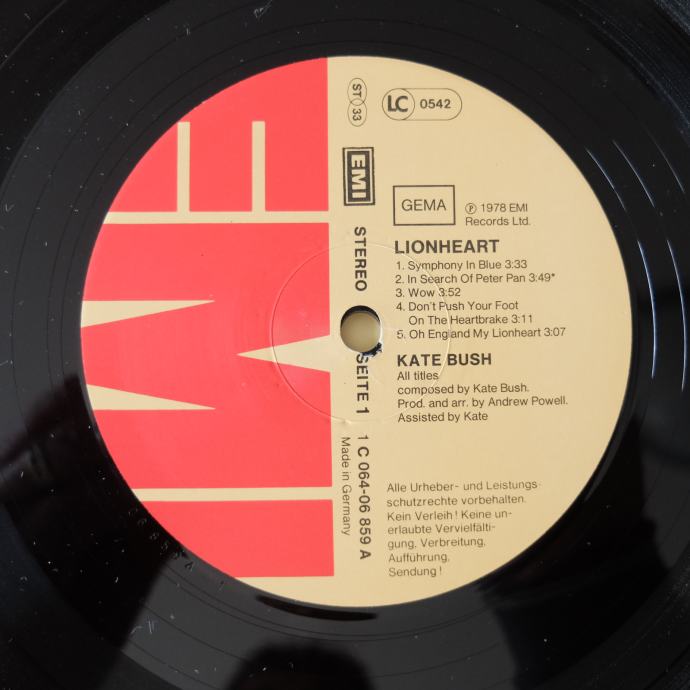 ST 33
LC 0542
EMI
GEMA
℗ 1978 EMI
Records Ltd.
STEREO
SEITE 1
1 C 064-06 859 A
Made in Germany
LIONHEART
1. Symphony In Blue 3:33
2. In Search Of Peter Pan 3:49*
3. Wow 3:52
4. Don't Push Your Foot
On The Heartbrake 3:11
5. Oh England My Lionheart 3:07
KATE BUSH
All titles
composed by Kate Bush.
Prod. and arr. by Andrew Powell.
Assisted by Kate
Alle Urheber- und Leistungs-
schutzrechte vorbehalten.
Kein Verleih! Keine un-
erlaubte Vervielfälti-
gung, Verbreitung,
Aufführung,
Sendung!
EMI